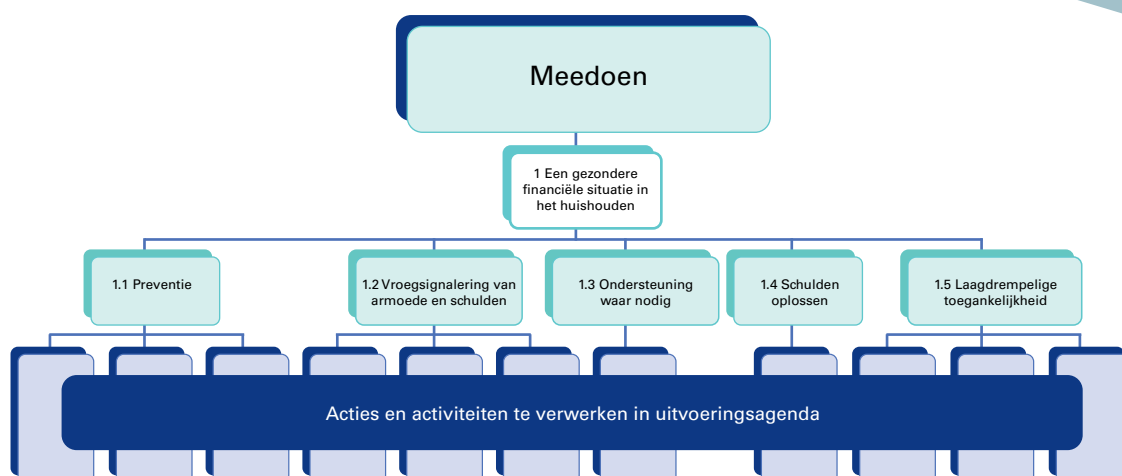 Meedoen
1 Een gezondere
financiële situatie in
het huishouden
1.1 Preventie
1.2 Vroegsignalering van
armoede en schulden
1.3 Ondersteuning
waar nodig
1.4 Schulden
oplossen
1.5 Laagdrempelige
toegankelijkheid
Acties en activiteiten te verwerken in uitvoeringsagenda